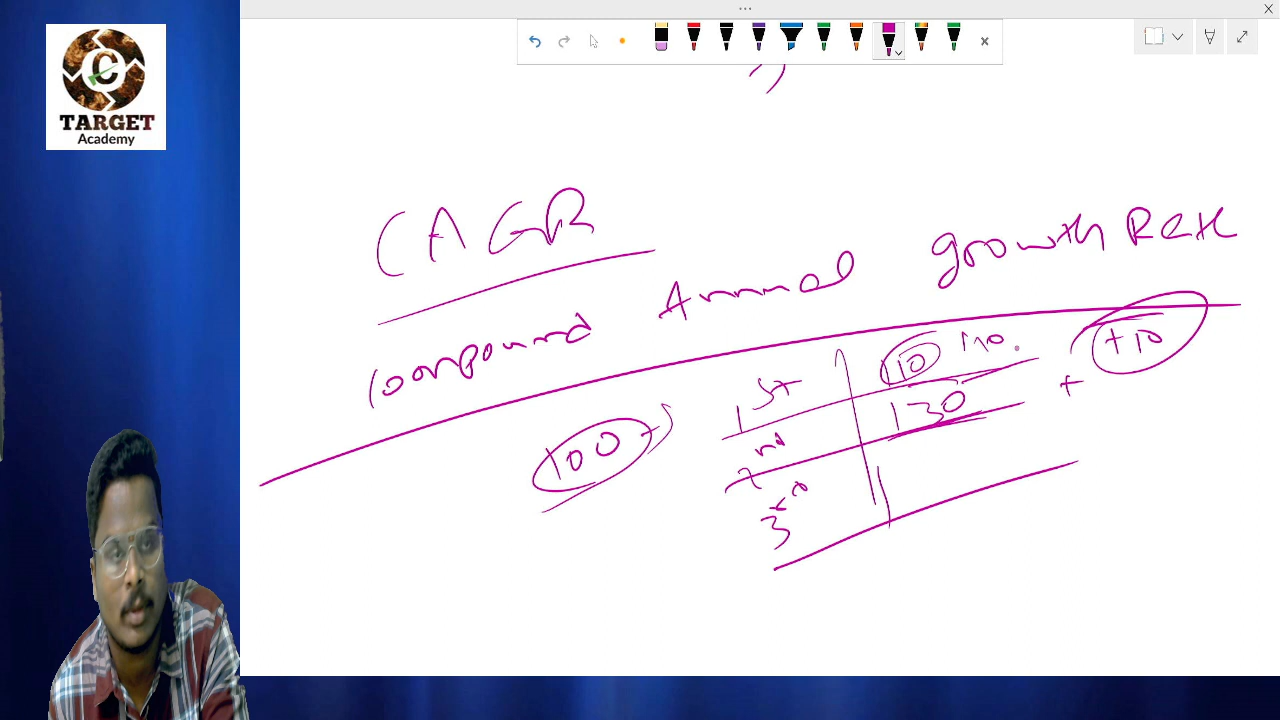 TARGET
Academy
CAGR
Compound Annual growth Rate
100
1st 110 +10
2nd 130 +
3rd